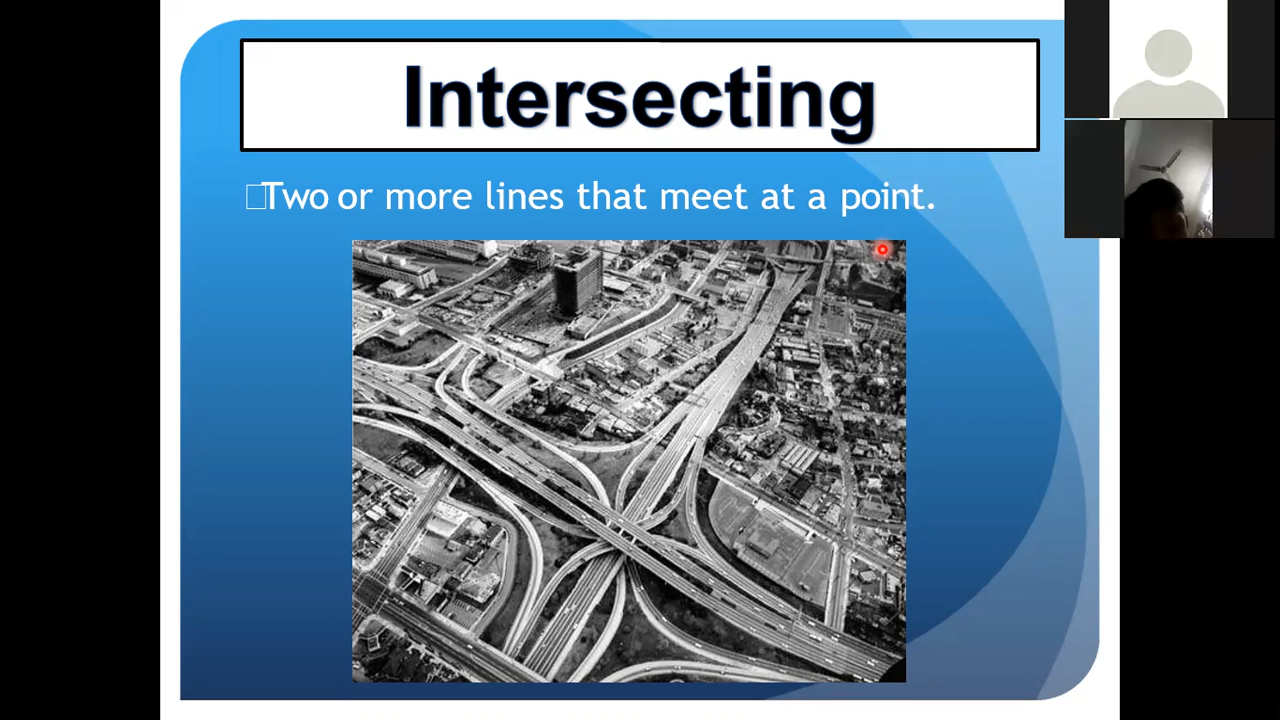 Intersecting
□Two or more lines that meet at a point.